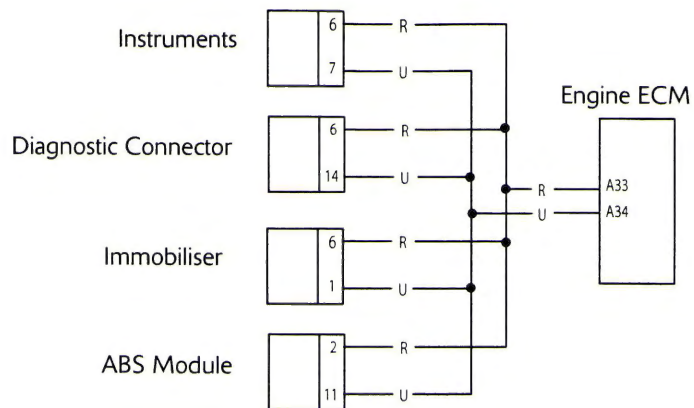 Instruments
6 R
7 U
Engine ECM
Diagnostic Connector
6 R
14 U
R A33
U A34
Immobiliser
6 R
1 U
ABS Module
2 R
11 U